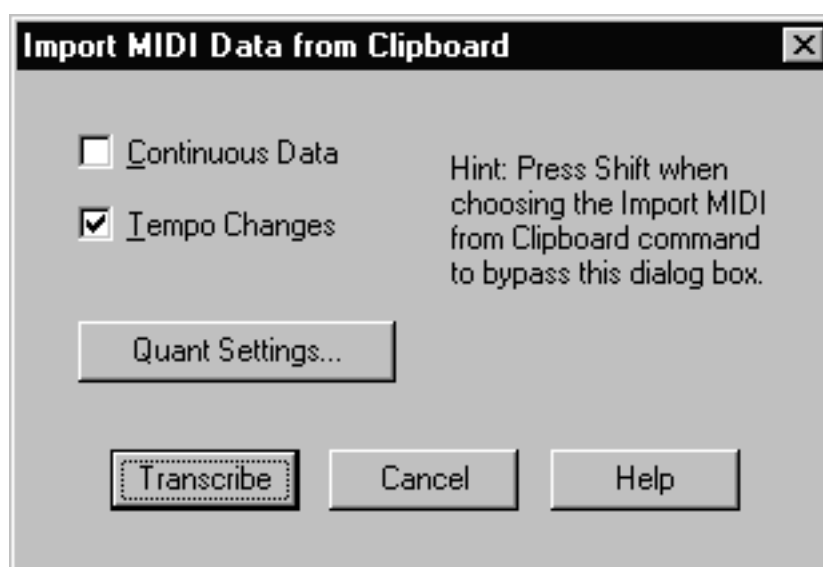 Import MIDI Data from Clipboard
Continuous Data
Tempo Changes
Hint: Press Shift when
choosing the Import MIDI
from Clipboard command
to bypass this dialog box.
Quant Settings...
Transcribe
Cancel
Help